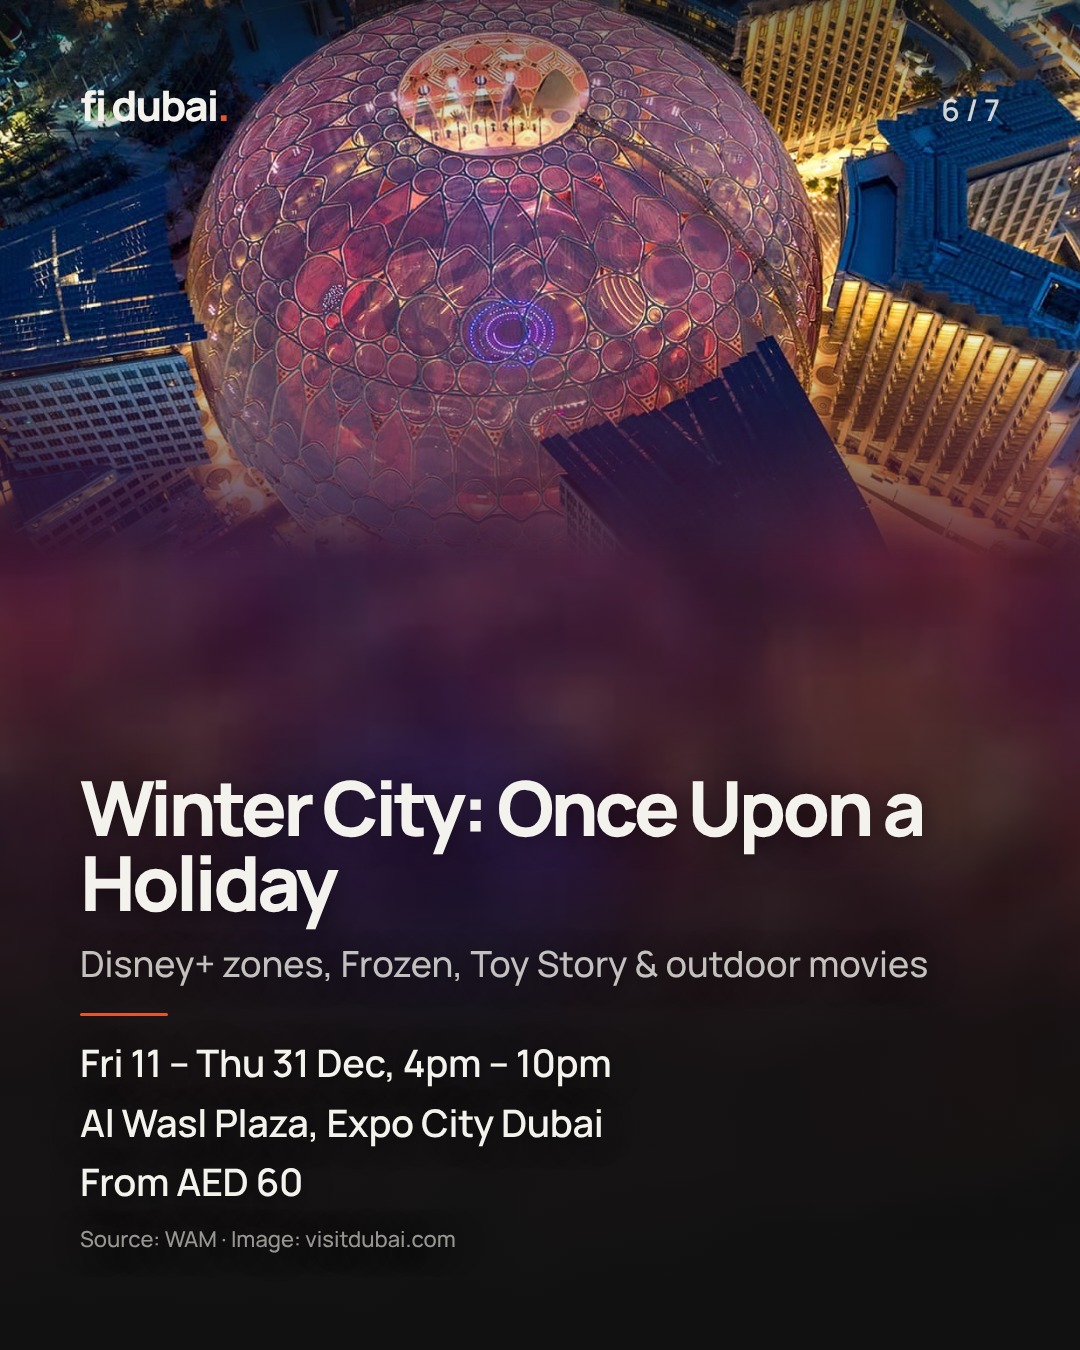 fi dubai.
6 / 7
Winter City: Once Upon a
Holiday
Disney+ zones, Frozen, Toy Story & outdoor movies
Fri 11 – Thu 31 Dec, 4pm – 10pm
Al Wasl Plaza, Expo City Dubai
From AED 60
Source: WAM · Image: visitdubai.com